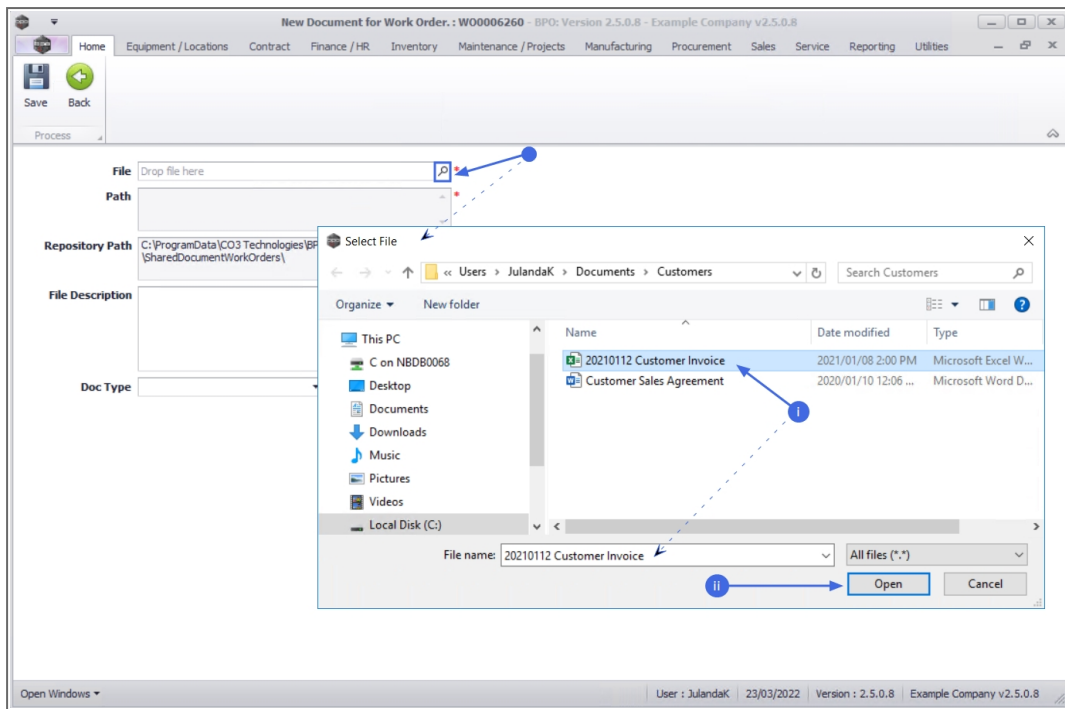 New Document for Work Order. : WO00006260 - BPO: Version 2.5.0.8 - Example Company v2.5.0.8
Home Equipment / Locations Contract Finance / HR Inventory Maintenance / Projects Manufacturing Procurement Sales Service Reporting Utilities
Save Back
Process
File Drop file here *
Path *
Repository Path C:\ProgramData\CO3 Technologies\BP
\SharedDocumentWorkOrders\
File Description
Doc Type
Select File
« Users > JulandaK > Documents > Customers Search Customers
Organize New folder ?
Name Date modified Type
This PC
C on NBDB0068
Desktop
Documents
Downloads
Music
Pictures
Videos
Local Disk (C:)
20210112 Customer Invoice 2021/01/08 2:00 PM Microsoft Excel W...
Customer Sales Agreement 2020/01/10 12:06 ... Microsoft Word D...
i
File name: 20210112 Customer Invoice All files (*.*)
ii
Open Cancel
Open Windows User : JulandaK 23/03/2022 Version : 2.5.0.8 Example Company v2.5.0.8